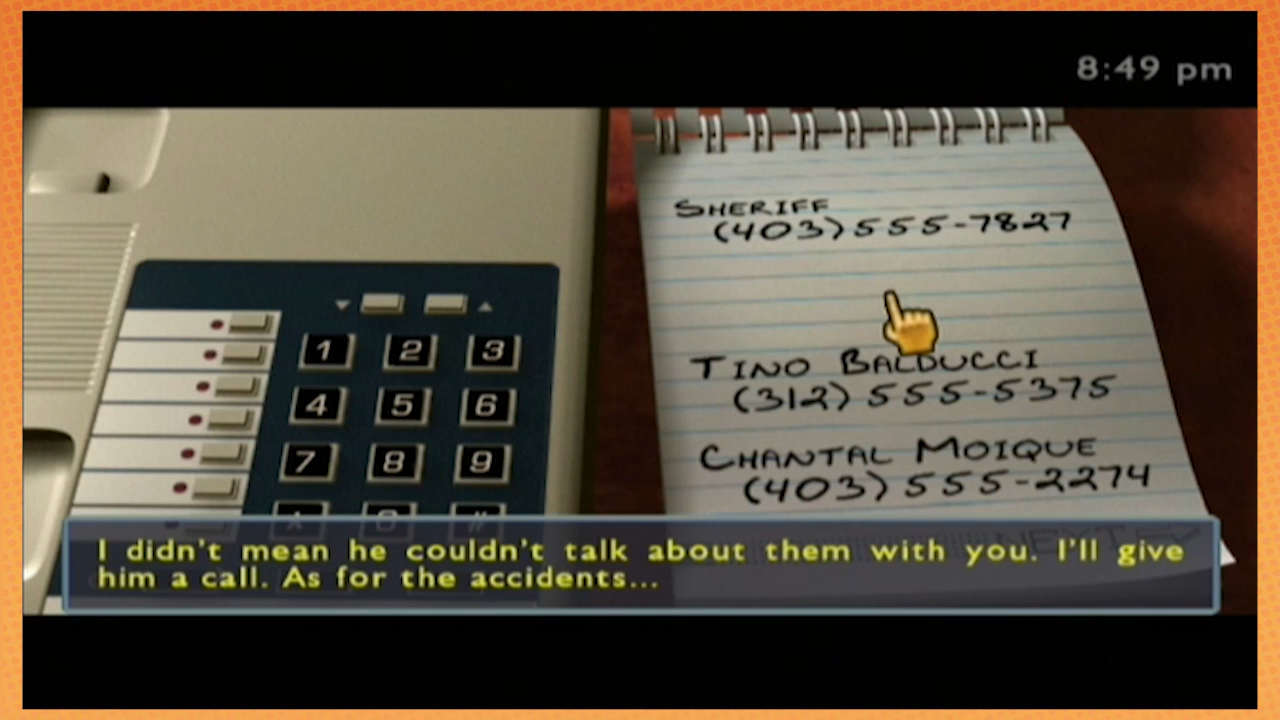 8:49 pm
SHERIFF
(403) 555-7827
TINO BALDUCCI
(312) 555-5375
CHANTAL MOIQUE
(403) 555-2274
NEXT
1 2 3
4 5 6
7 8 9
* 0 #
I didn't mean he couldn't talk about them with you. I'll give
him a call. As for the accidents...